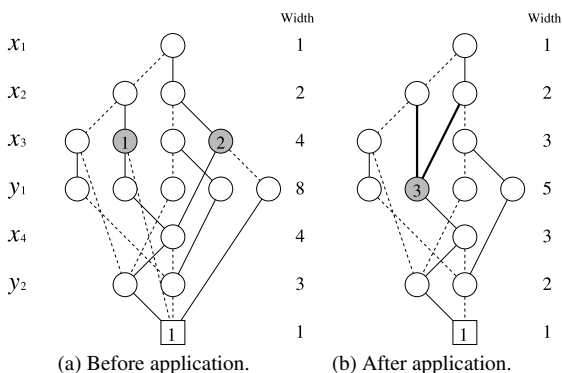 Width Width
x1 1 1
x2 2 2
x3 1 2 4 3
y1 8 3 5
x4 4 3
y2 3 2
1 1 1 1
(a) Before application. (b) After application.